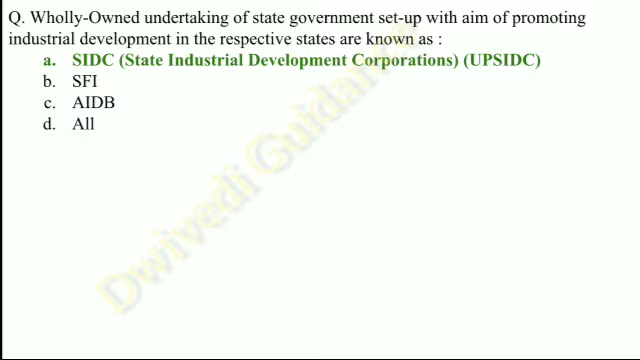 Q. Wholly-Owned undertaking of state government set-up with aim of promoting
industrial development in the respective states are known as :
a. SIDC (State Industrial Development Corporations) (UPSIDC)
b. SFI
c. AIDB
d. All
Dwivedi Guidance